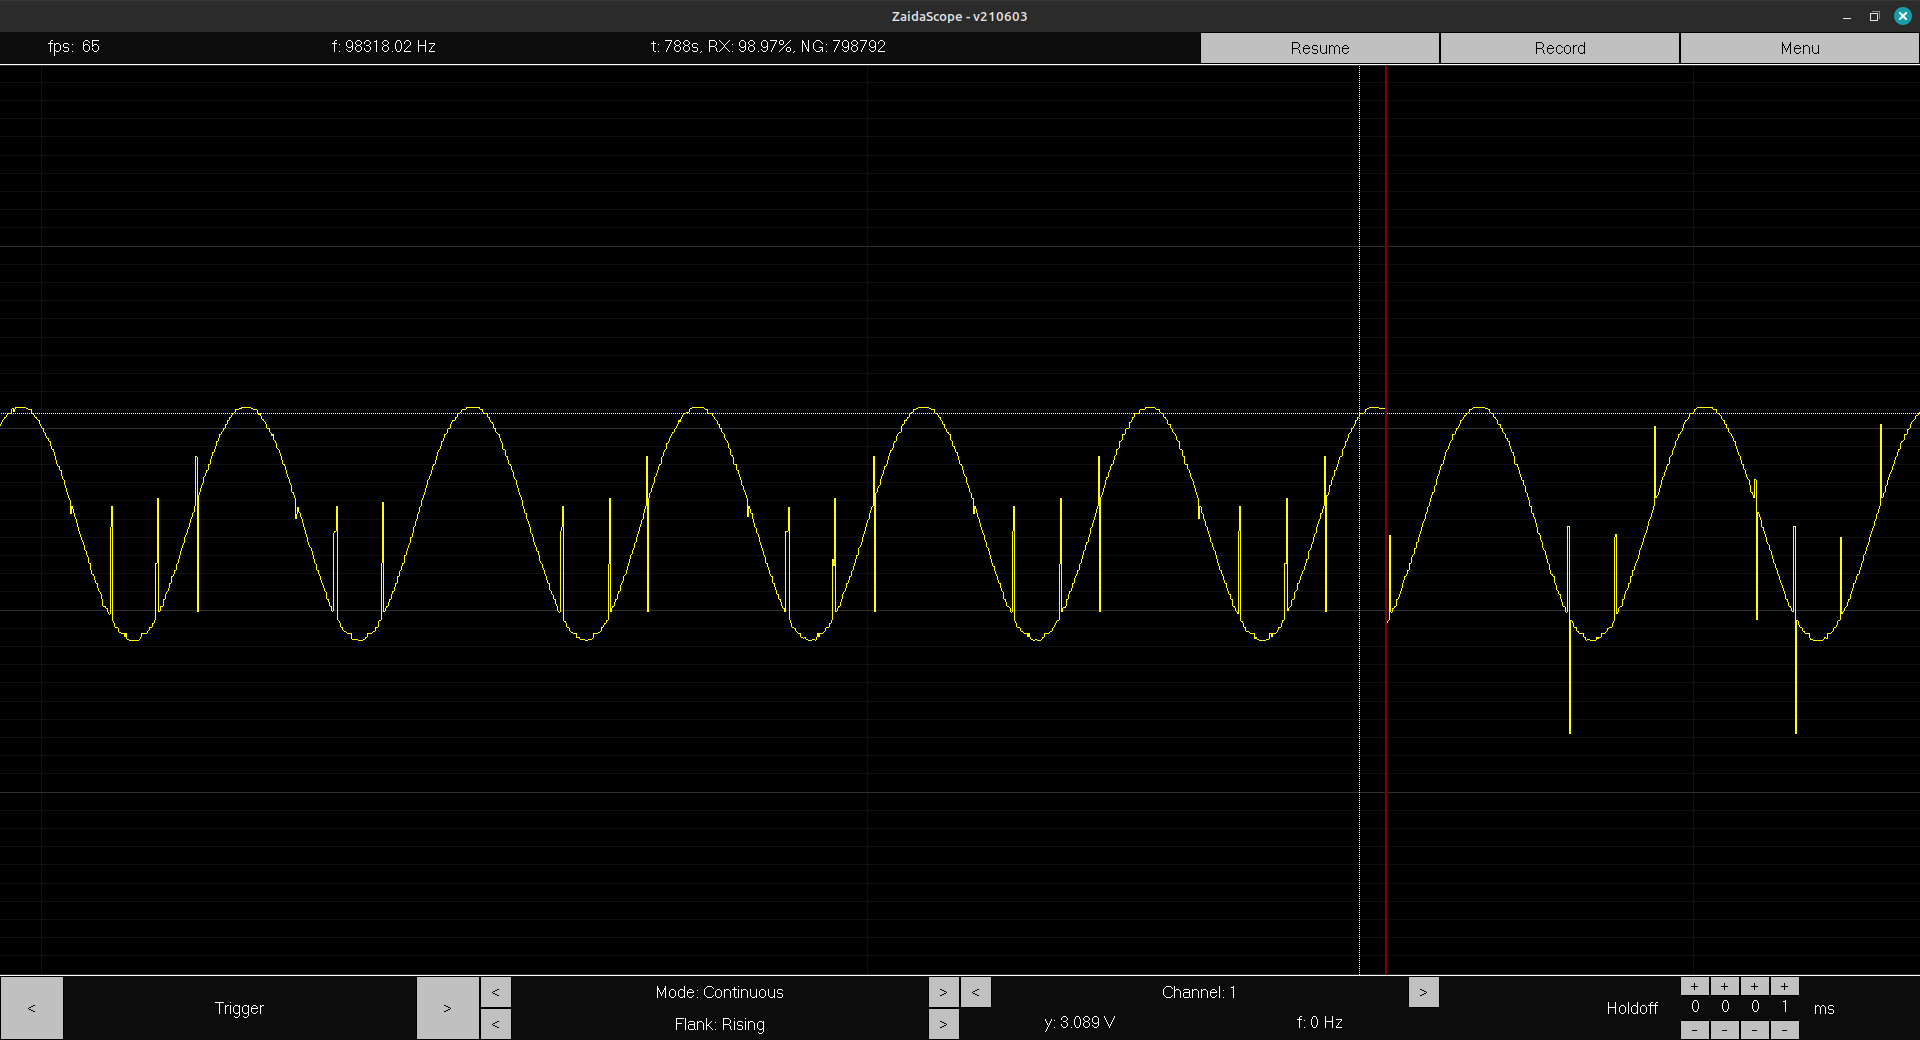 ZaidaScope - v210603
fps: 65 f: 98318.02 Hz t: 788s, RX: 98.97%, NG: 798792 Resume Record Menu
< Trigger > < Mode: Continuous > < Channel: 1 > + + + +
Holdoff 0 0 0 1 ms
< Flank: Rising > y: 3.089 V f: 0 Hz - - - -